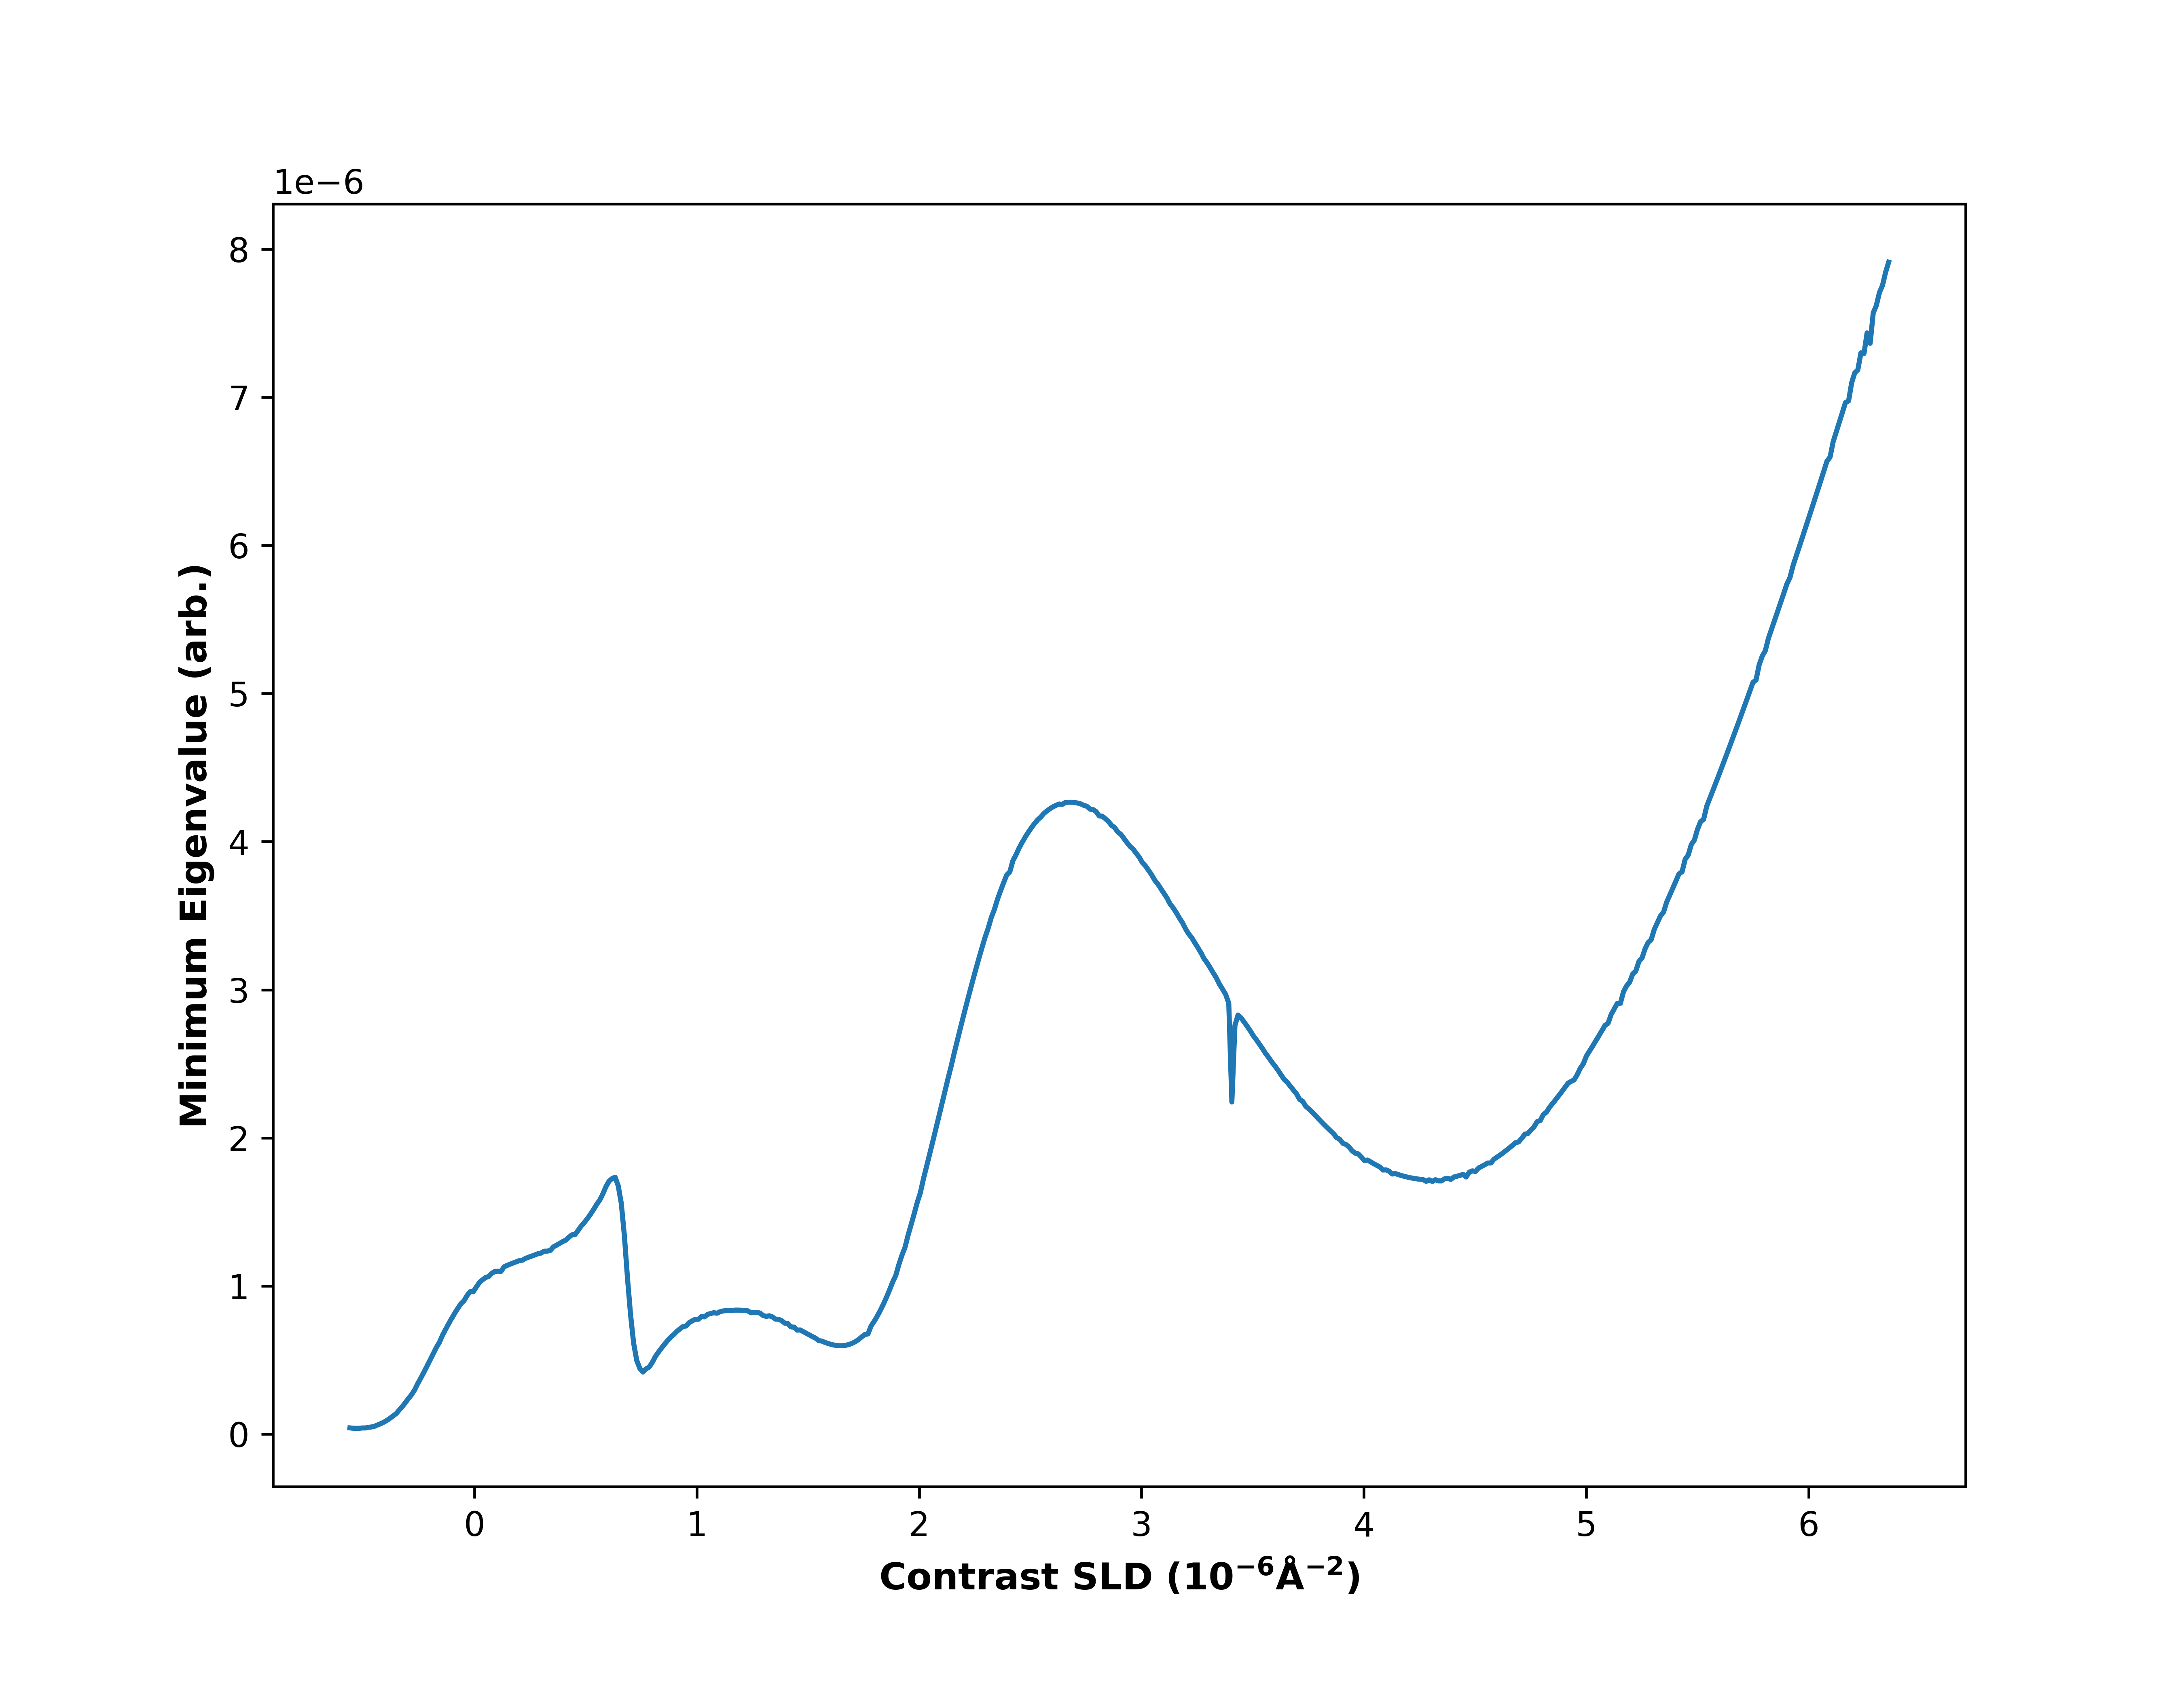 1e−6
8
7
6
5
4
3
2
1
0
Minimum Eigenvalue (arb.)
0 1 2 3 4 5 6
Contrast SLD (10⁻⁶Å⁻²)